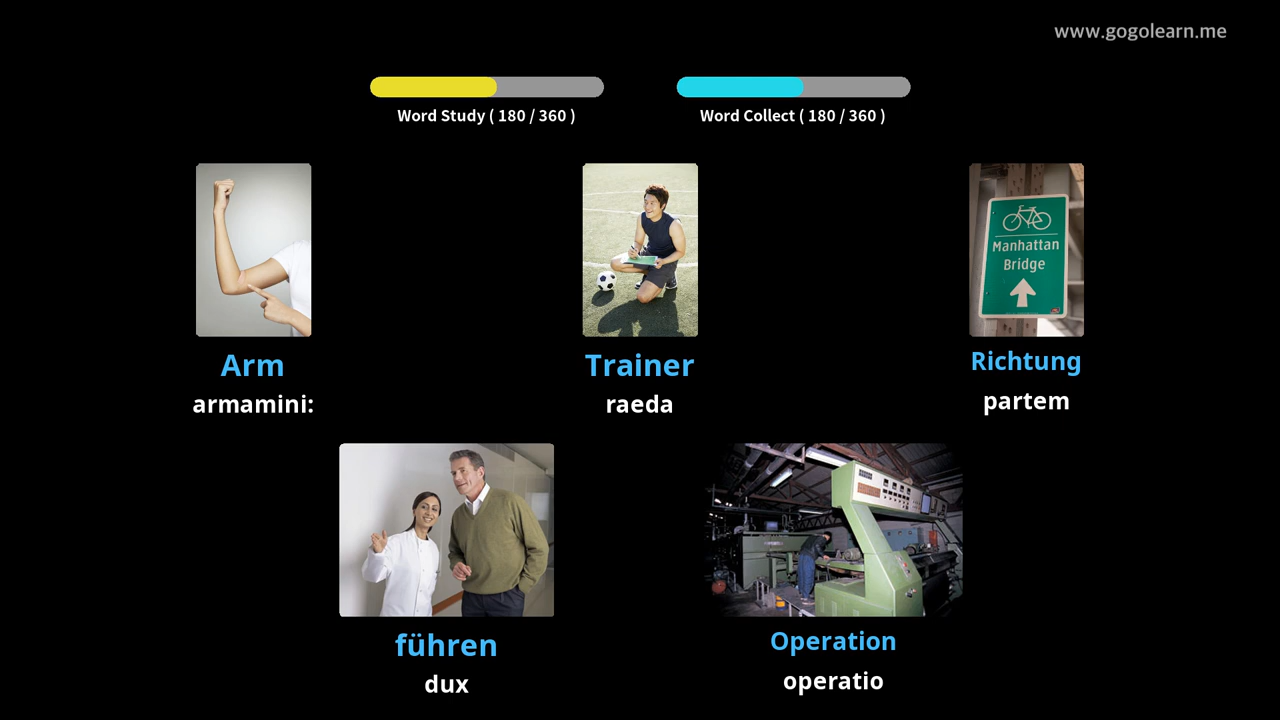 www.gogolearn.me
Word Study ( 180 / 360 )
Word Collect ( 180 / 360 )
Manhattan
Bridge
Arm
armamini:
Trainer
raeda
Richtung
partem
führen
dux
Operation
operatio